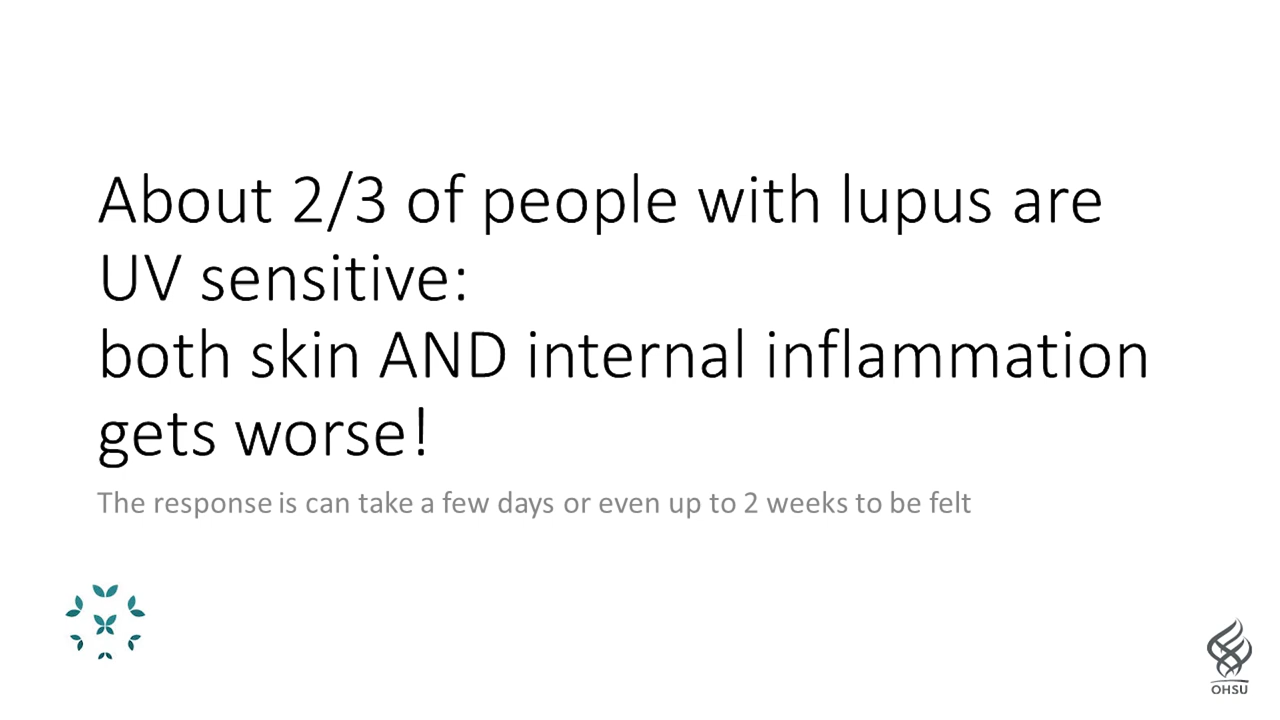 About 2/3 of people with lupus are
UV sensitive:
both skin AND internal inflammation
gets worse!
The response is can take a few days or even up to 2 weeks to be felt
OHSU